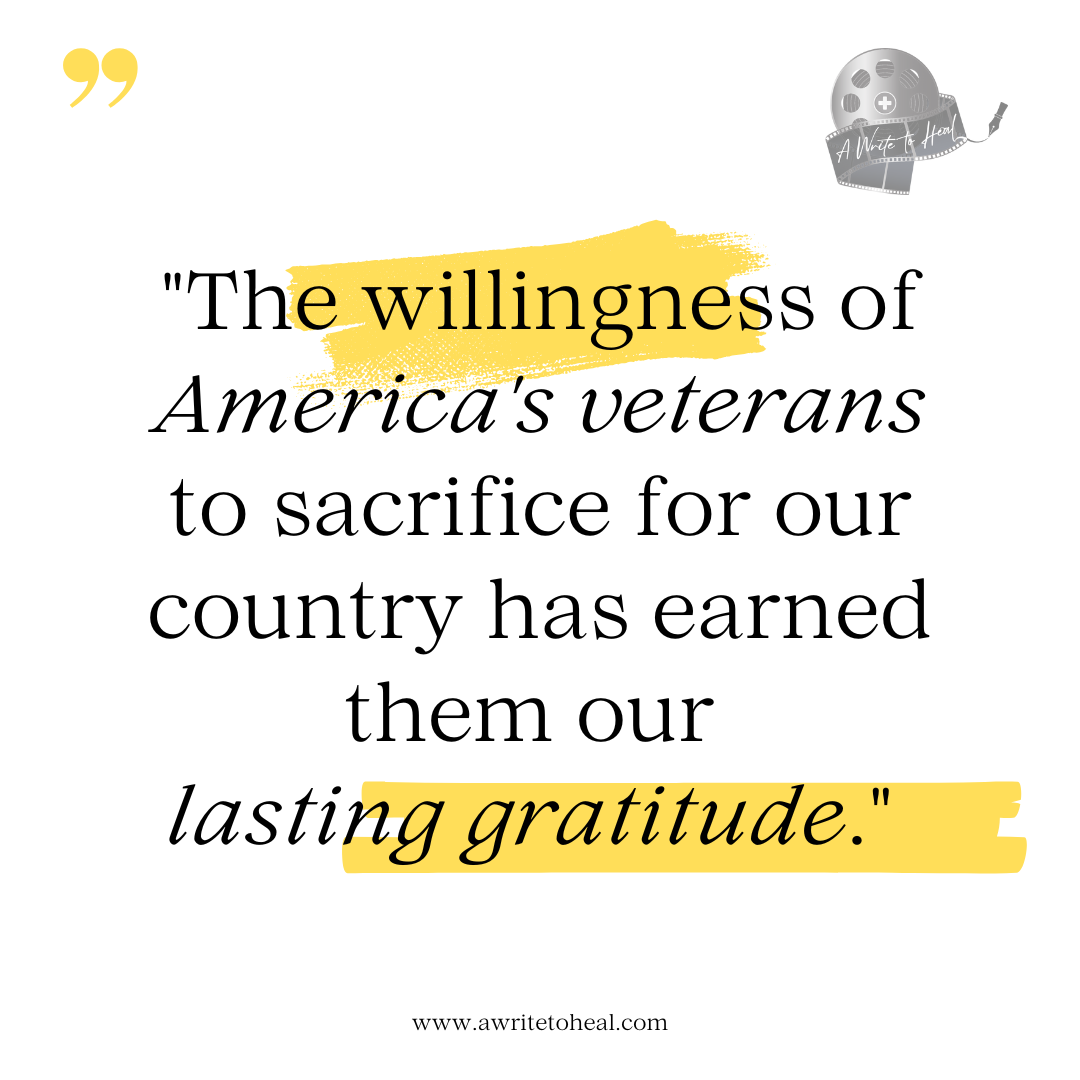 ”
A Write to Heal
"The willingness of
America's veterans
to sacrifice for our
country has earned
them our
lasting gratitude."
www.awritetoheal.com